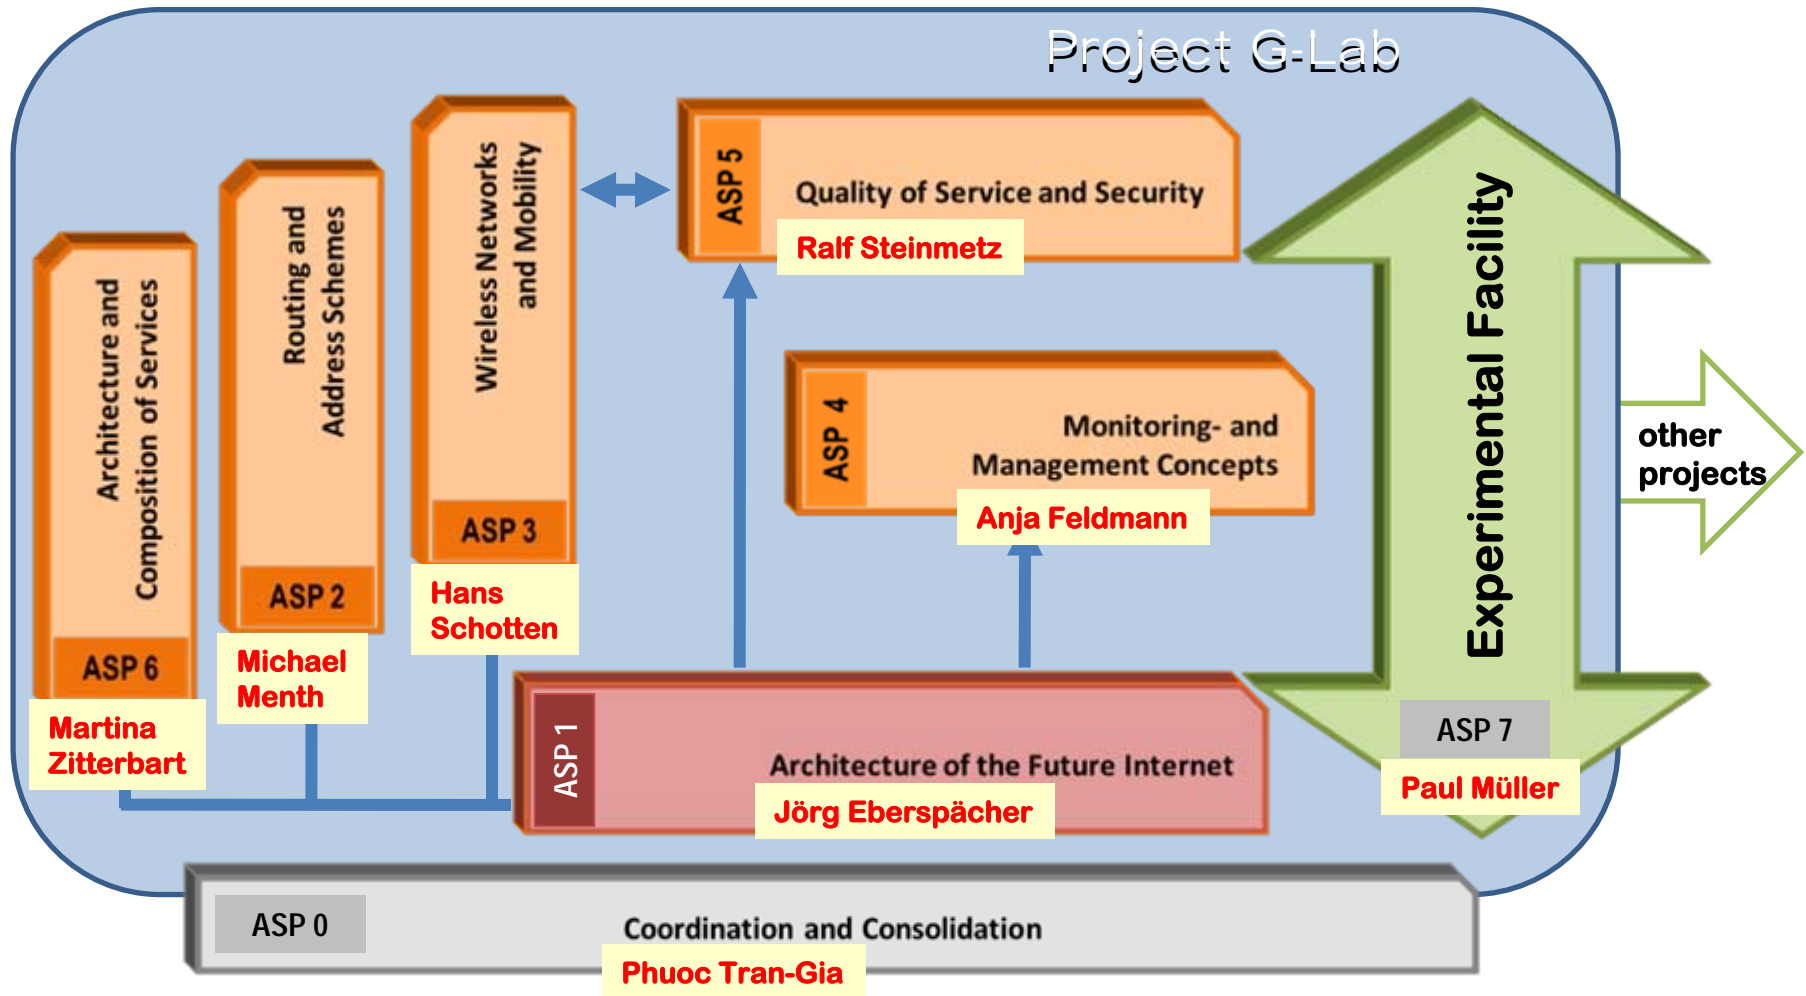 Project G-Lab
Architecture and
Composition of Services
ASP 6
Martina
Zitterbart
Routing and
Address Schemes
ASP 2
Michael
Menth
Wireless Networks
and Mobility
ASP 3
Hans
Schotten
ASP 5
Quality of Service and Security
Ralf Steinmetz
ASP 4
Monitoring- and
Management Concepts
Anja Feldmann
ASP 1
Architecture of the Future Internet
Jörg Eberspächer
Experimental Facility
ASP 7
Paul Müller
other
projects
ASP 0
Coordination and Consolidation
Phuoc Tran-Gia